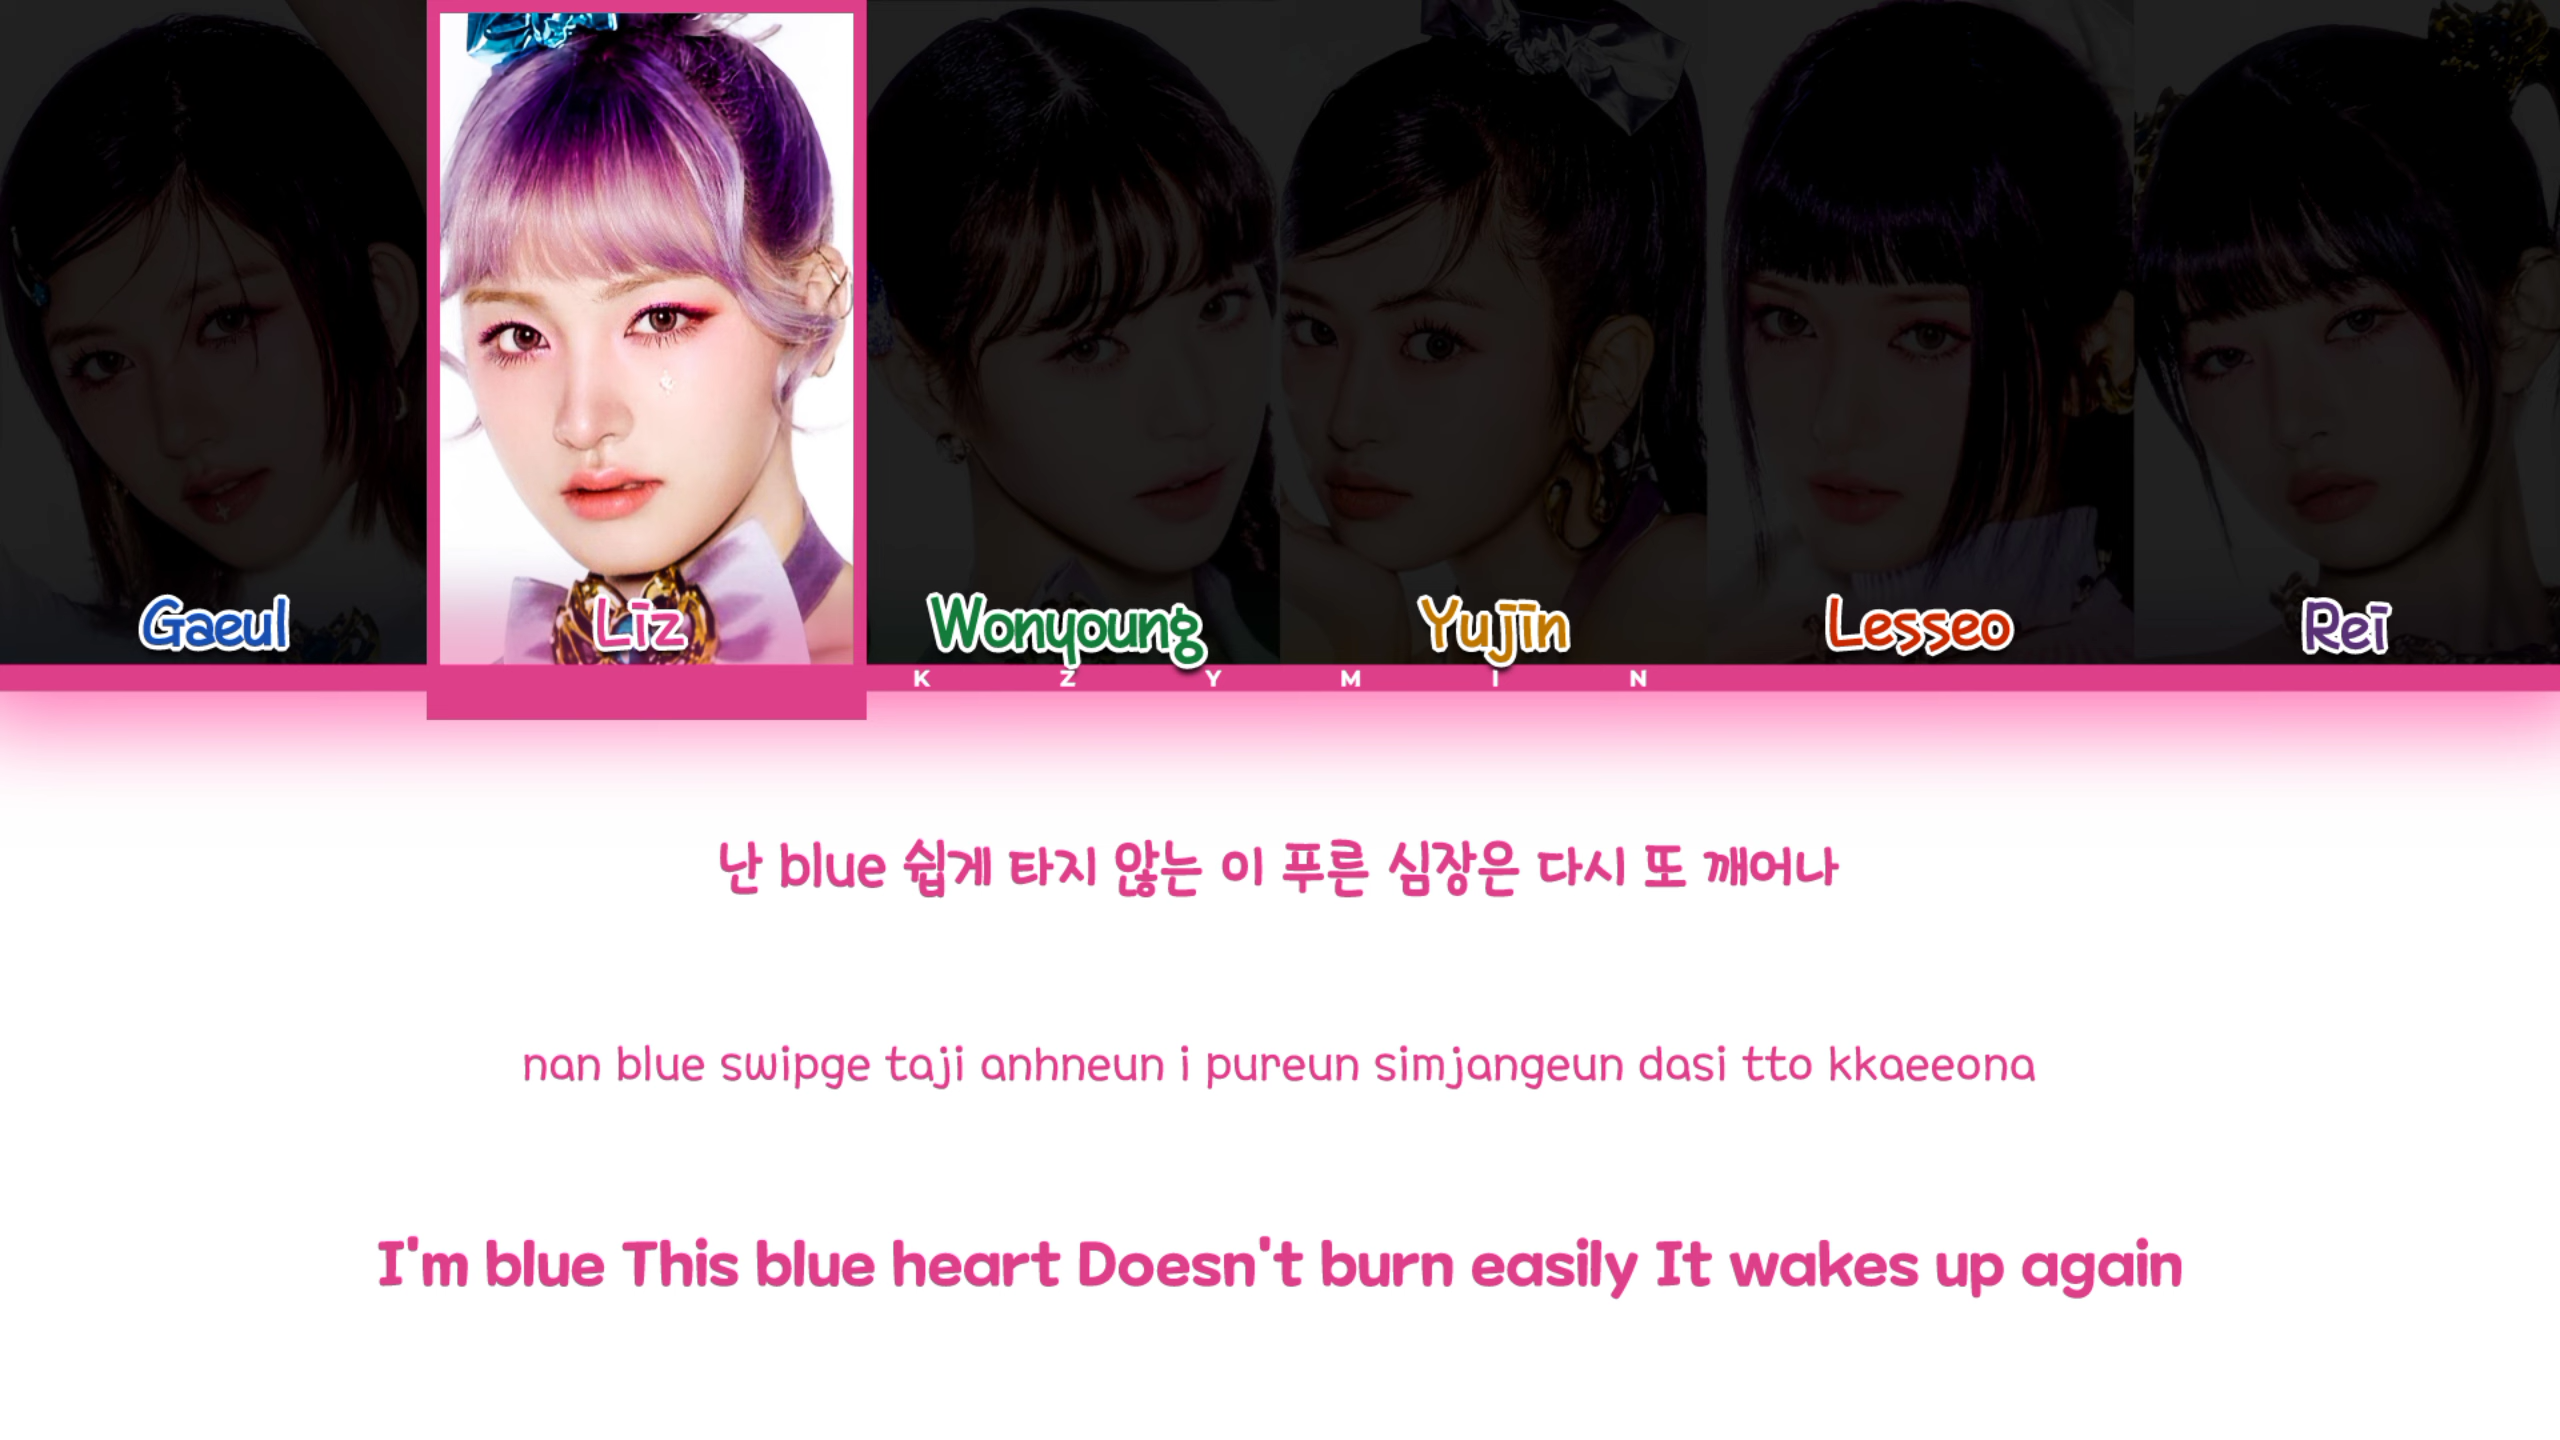 Gaeul Liz Wonyoung Yujin Lesseo Rei
K Z Y M I N
난 blue 쉽게 타지 않는 이 푸른 심장은 다시 또 깨어나
nan blue swipge taji anhneun i pureun simjangeun dasi tto kkaeeona
I'm blue This blue heart Doesn't burn easily It wakes up again